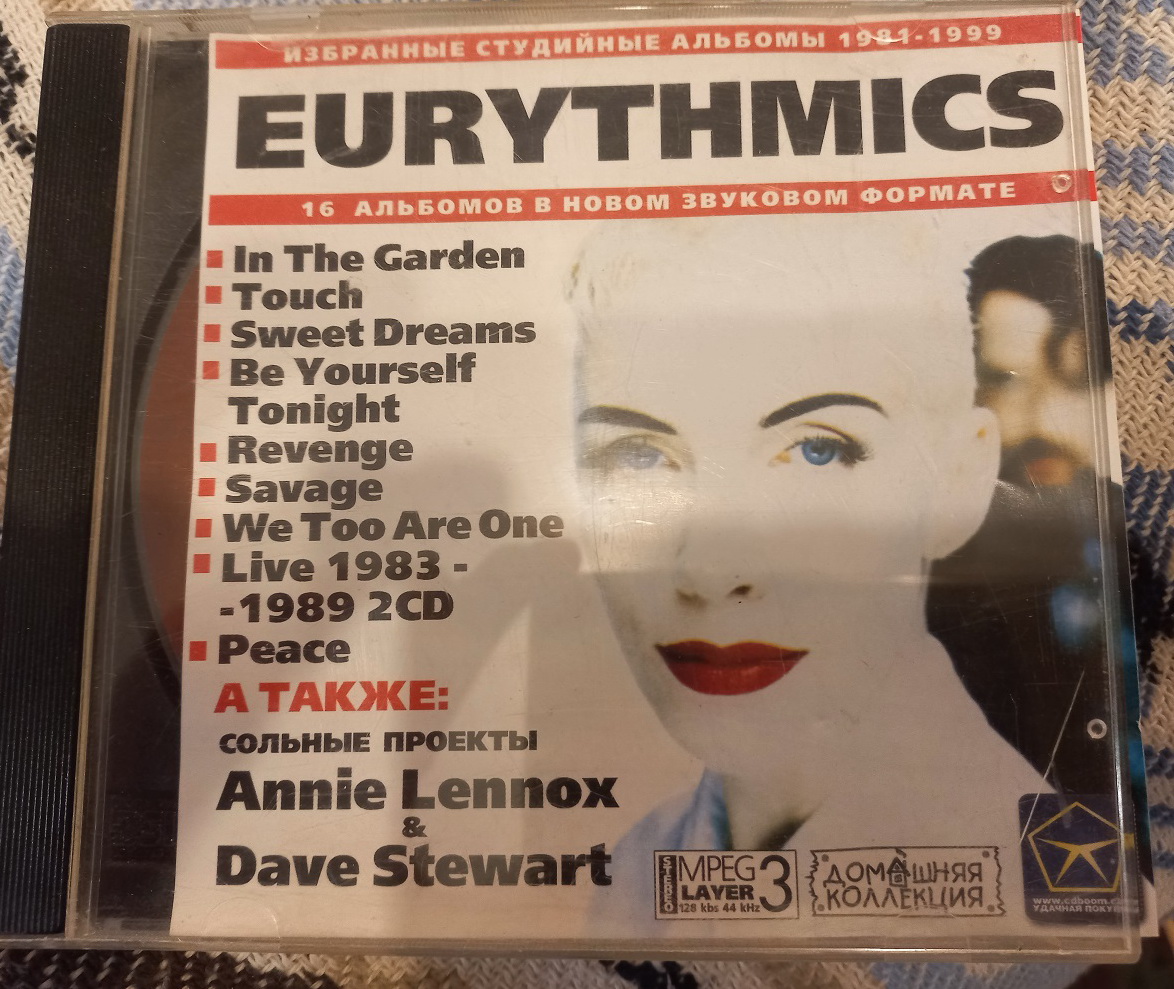 ИЗБРАННЫЕ СТУДИЙНЫЕ АЛЬБОМЫ 1981-1999
EURYTHMICS
16 АЛЬБОМОВ В НОВОМ ЗВУКОВОМ ФОРМАТЕ
In The Garden
Touch
Sweet Dreams
Be Yourself
Tonight
Revenge
Savage
We Too Are One
Live 1983 -
-1989 2CD
Peace
А ТАКЖЕ:
СОЛЬНЫЕ ПРОЕКТЫ
Annie Lennox
&
Dave Stewart
STEREO
MPEG
LAYER 3
128 kbs 44 kHz
ДОМАШНЯЯ
КОЛЛЕКЦИЯ
УДАЧНАЯ